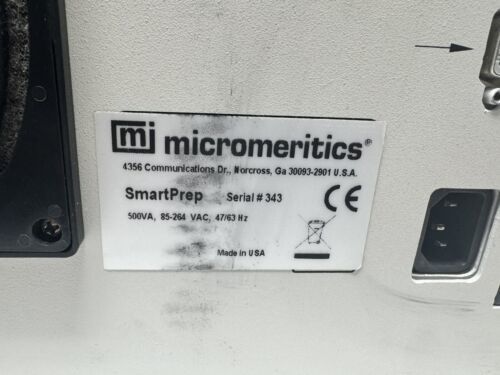 mi micromeritics®
4356 Communications Dr., Norcross, Ga 30093-2901 U.S.A.
SmartPrep Serial # 343 CE
500VA, 85-264 VAC, 47/63 Hz
Made in USA